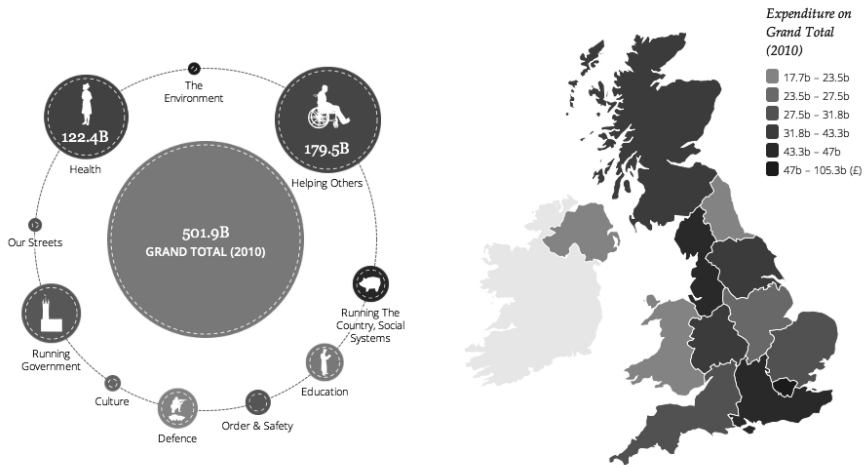 The
Environment
122.4B
Health
179.5B
Helping Others
501.9B
GRAND TOTAL (2010)
Our Streets
Running The
Country, Social
Systems
Running
Government
Education
Culture
Order & Safety
Defence
Expenditure on
Grand Total
(2010)
17.7b – 23.5b
23.5b – 27.5b
27.5b – 31.8b
31.8b – 43.3b
43.3b – 47b
47b – 105.3b (£)